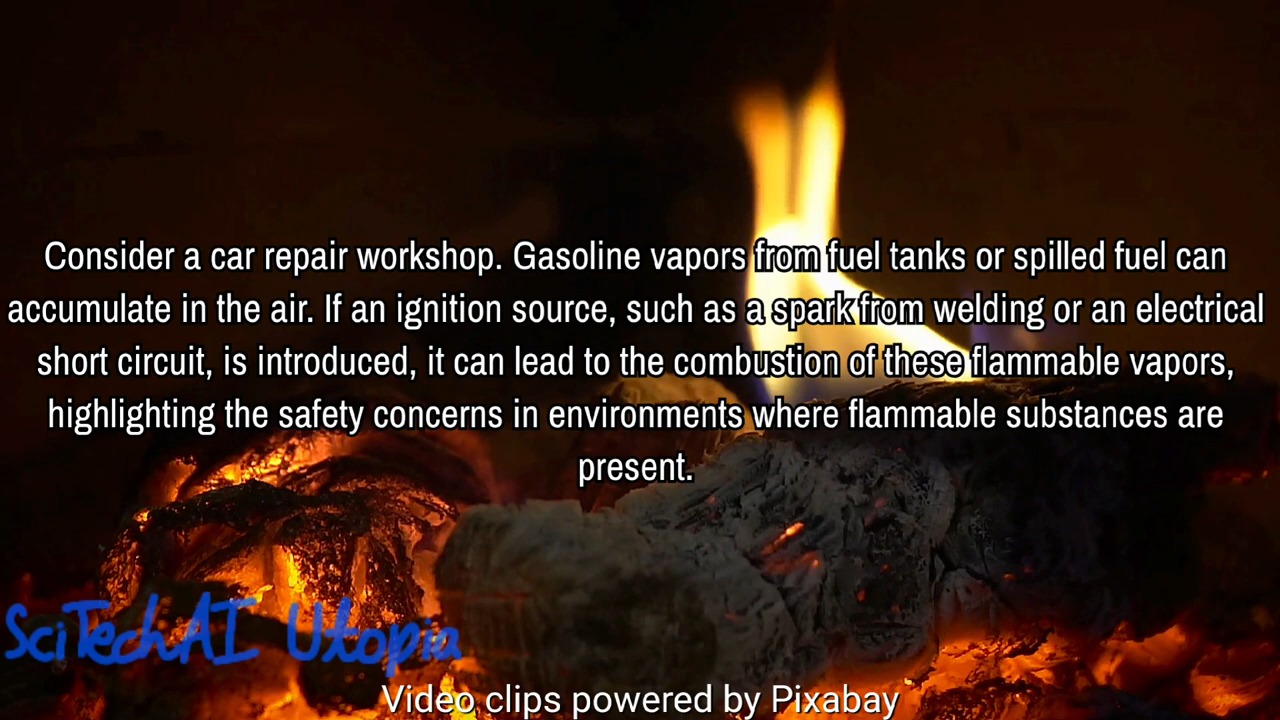 Consider a car repair workshop. Gasoline vapors from fuel tanks or spilled fuel can
accumulate in the air. If an ignition source, such as a spark from welding or an electrical
short circuit, is introduced, it can lead to the combustion of these flammable vapors,
highlighting the safety concerns in environments where flammable substances are
present.
SciTechAI Utopia
Video clips powered by Pixabay